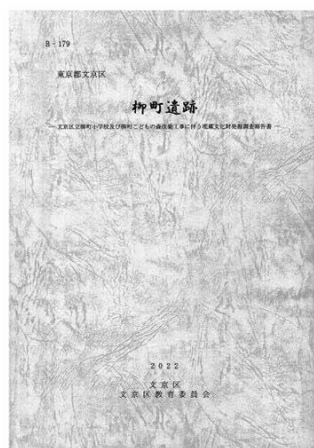 B - 179
東京都文京区
柳町遺跡
― 文京区立柳町小学校及び柳町こどもの森改築工事に伴う埋蔵文化財発掘調査報告書 ―
2022
文京区
文京区教育委員会